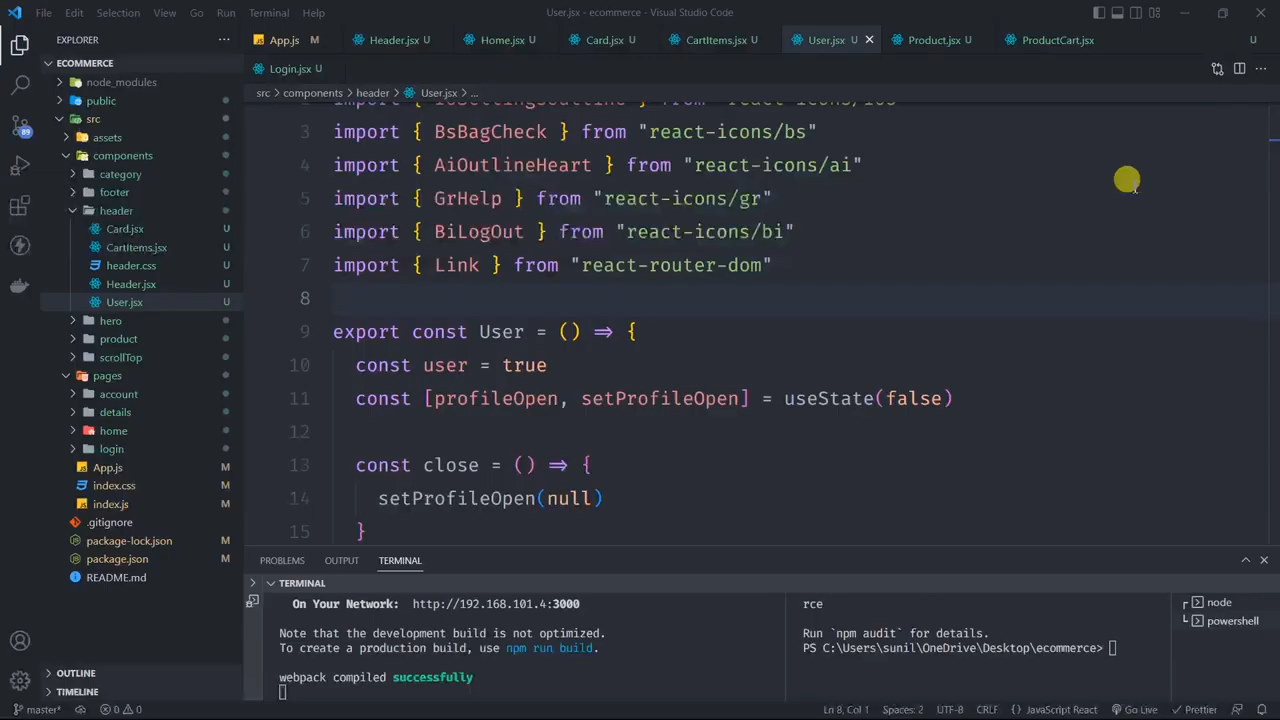 File Edit Selection View Go Run Terminal Help
User.jsx - ecommerce - Visual Studio Code
EXPLORER
App.js M
Header.jsx U
Home.jsx U
Card.jsx U
CartItems.jsx U
User.jsx U
Product.jsx U
ProductCart.jsx U
Login.jsx U
src > components > header > User.jsx > ...
ECOMMERCE
node_modules
public
src
assets
components
category
footer
header
Card.jsx U
CartItems.jsx U
header.css U
Header.jsx U
User.jsx U
hero
product
scrollTop
pages
account
details
home
login
App.js M
index.css M
index.js M
.gitignore
package-lock.json M
package.json M
README.md
OUTLINE
TIMELINE
89
import { IoSettingsOutline } from "react-icons/io5"
3 import { BsBagCheck } from "react-icons/bs"
4 import { AiOutlineHeart } from "react-icons/ai"
5 import { GrHelp } from "react-icons/gr"
6 import { BiLogOut } from "react-icons/bi"
7 import { Link } from "react-router-dom"
8
9 export const User = () => {
10 const user = true
11 const [profileOpen, setProfileOpen] = useState(false)
12
13 const close = () => {
14 setProfileOpen(null)
15 }
PROBLEMS OUTPUT TERMINAL
TERMINAL
On Your Network: http://192.168.101.4:3000
Note that the development build is not optimized.
To create a production build, use npm run build.
webpack compiled successfully
rce
Run `npm audit` for details.
PS C:\Users\sunil\OneDrive\Desktop\ecommerce>
node
powershell
master* 0 0 Ln 8, Col 1 Spaces: 2 UTF-8 CRLF {} JavaScript React Go Live Prettier